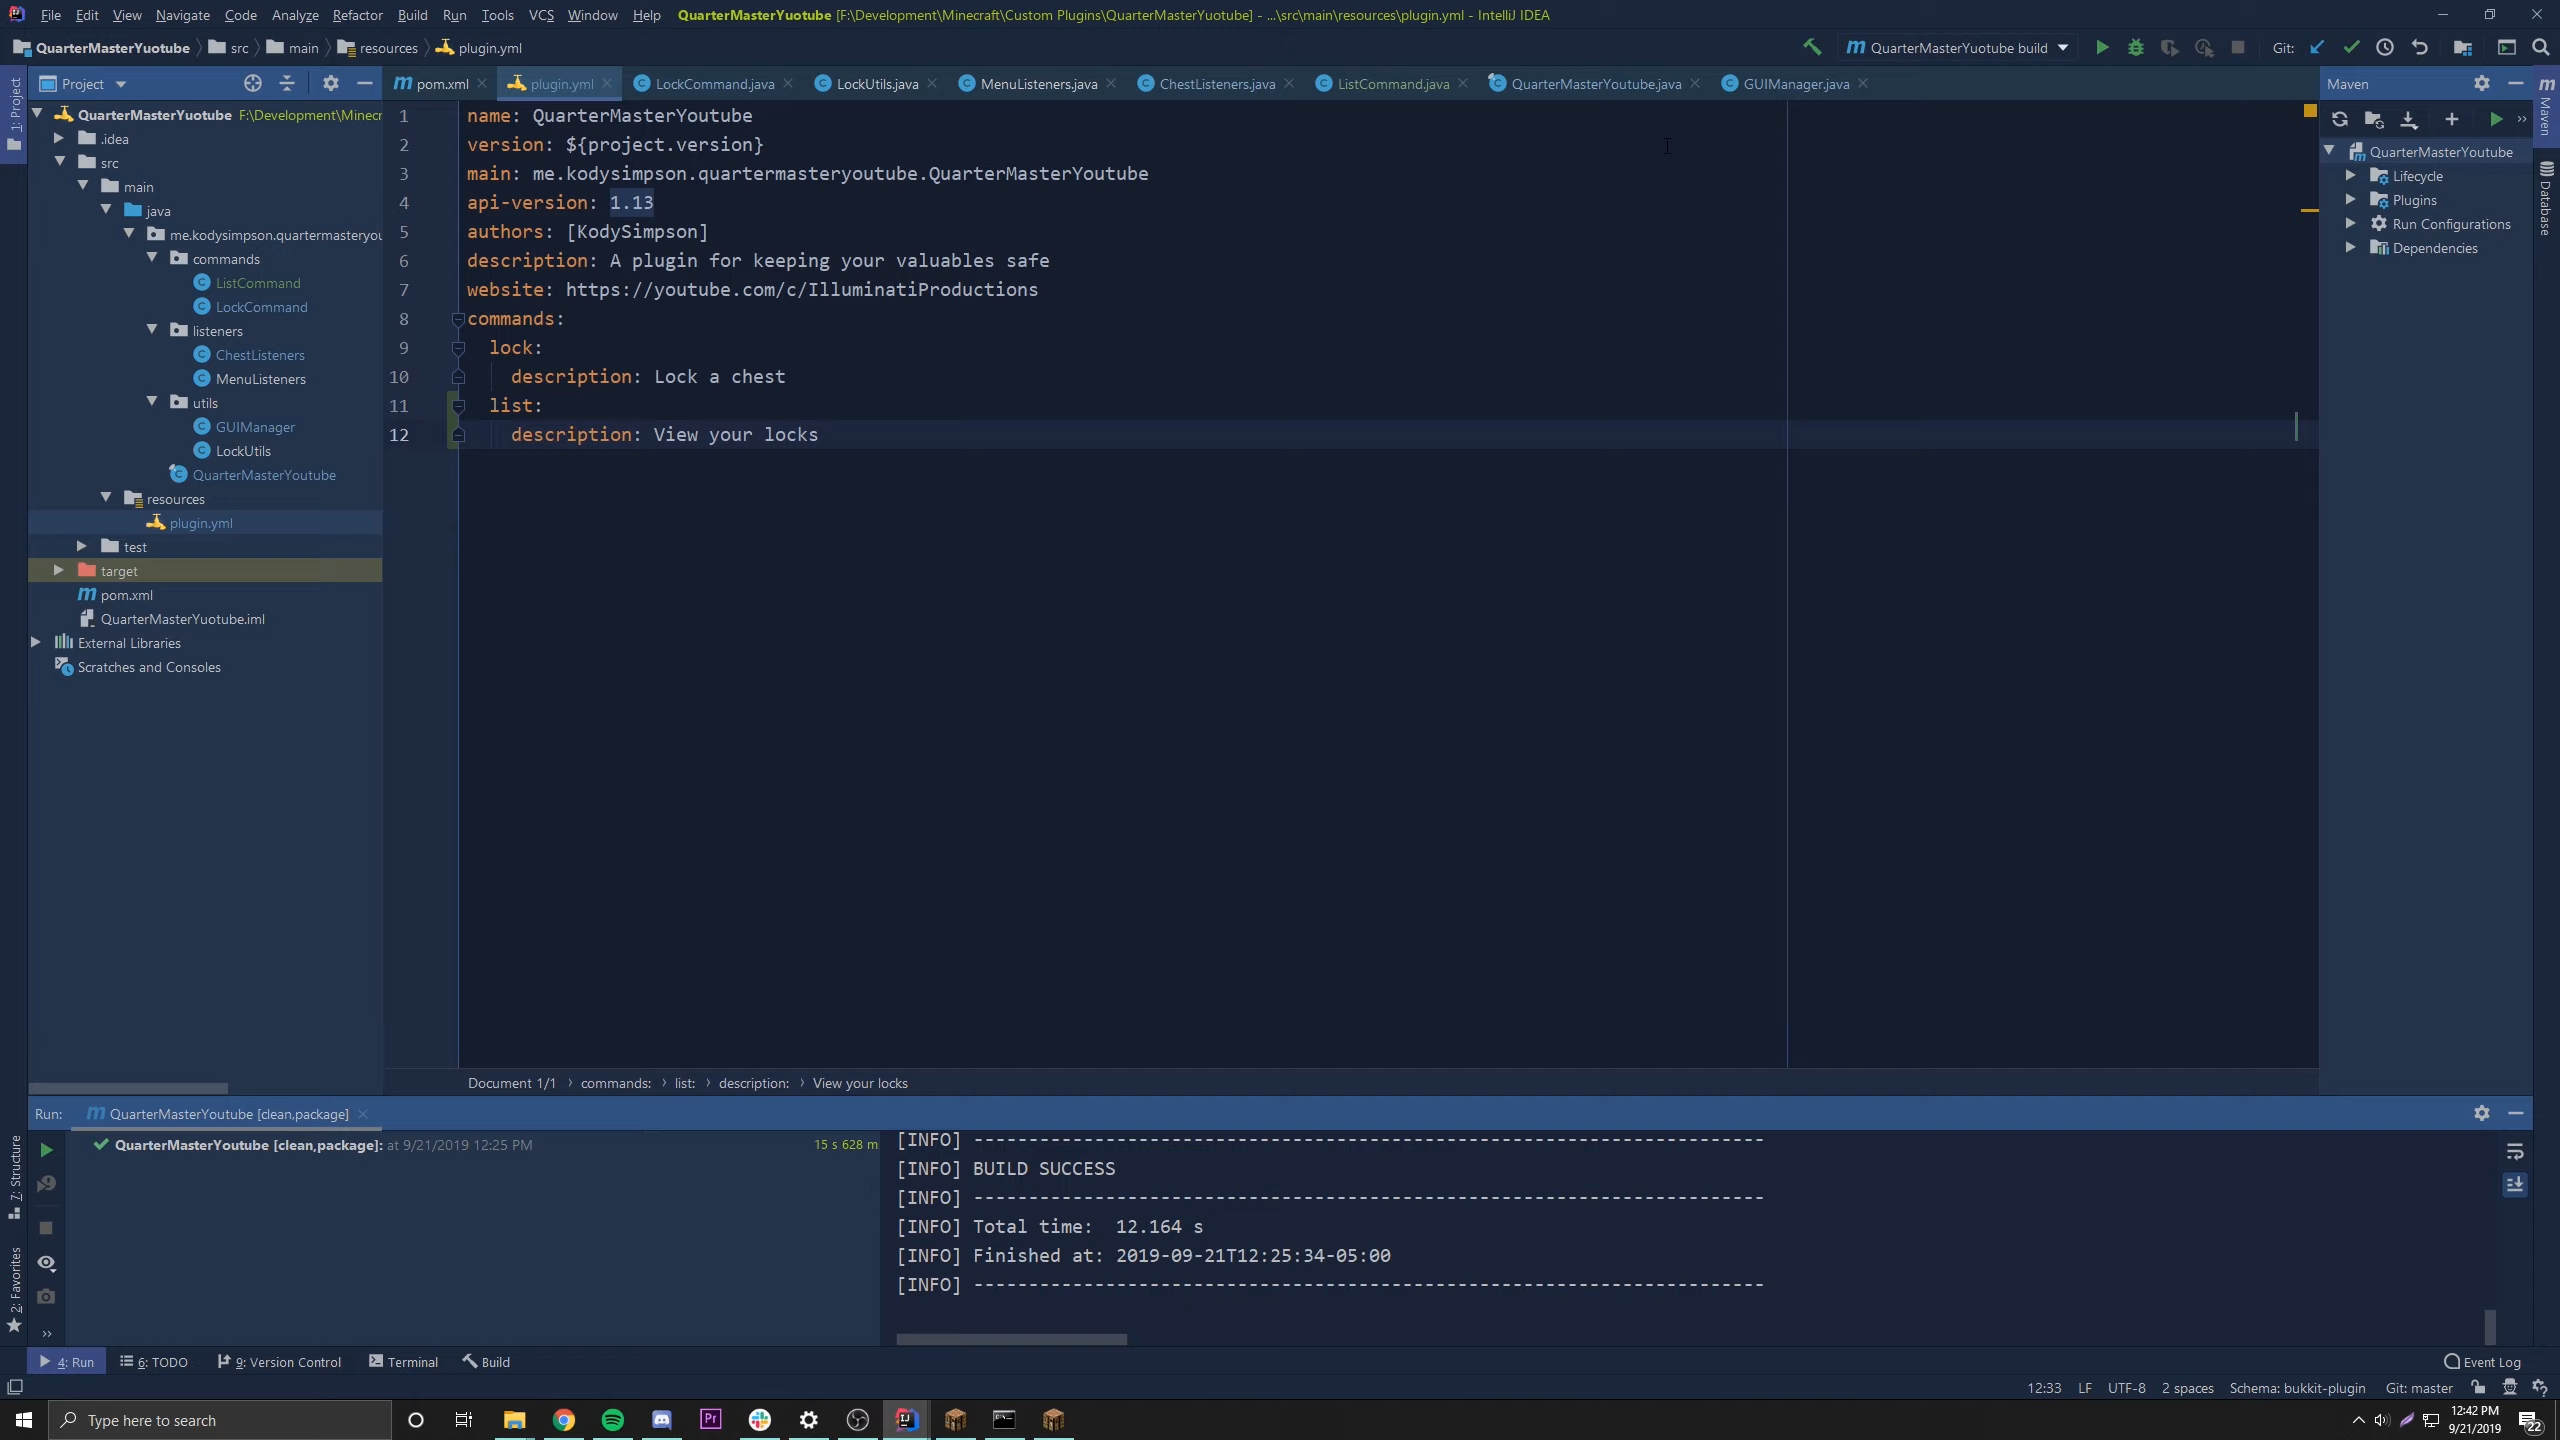 File Edit View Navigate Code Analyze Refactor Build Run Tools VCS Window Help QuarterMasterYuotube [F:\Development\Minecraft\Custom Plugins\QuarterMasterYuotube] - ...\src\main\resources\plugin.yml - IntelliJ IDEA
QuarterMasterYuotube src main resources plugin.yml QuarterMasterYuotube build Git:
Project pom.xml plugin.yml LockCommand.java LockUtils.java MenuListeners.java ChestListeners.java ListCommand.java QuarterMasterYoutube.java GUIManager.java Maven
1: Project
QuarterMasterYuotube F:\Development\Minecr
.idea
src
main
java
me.kodysimpson.quartermasteryou
commands
ListCommand
LockCommand
listeners
ChestListeners
MenuListeners
utils
GUIManager
LockUtils
QuarterMasterYoutube
resources
plugin.yml
test
target
pom.xml
QuarterMasterYuotube.iml
External Libraries
Scratches and Consoles
1 name: QuarterMasterYoutube
2 version: ${project.version}
3 main: me.kodysimpson.quartermasteryoutube.QuarterMasterYoutube
4 api-version: 1.13
5 authors: [KodySimpson]
6 description: A plugin for keeping your valuables safe
7 website: https://youtube.com/c/IlluminatiProductions
8 commands:
9 lock:
10 description: Lock a chest
11 list:
12 description: View your locks
QuarterMasterYoutube
Lifecycle
Plugins
Run Configurations
Dependencies
Maven
Database
Document 1/1 › commands: › list: › description: › View your locks
Run: QuarterMasterYoutube [clean,package]
QuarterMasterYoutube [clean,package]: at 9/21/2019 12:25 PM 15 s 628 m
[INFO] ------------------------------------------------------------------------
[INFO] BUILD SUCCESS
[INFO] ------------------------------------------------------------------------
[INFO] Total time:  12.164 s
[INFO] Finished at: 2019-09-21T12:25:34-05:00
[INFO] ------------------------------------------------------------------------
7: Structure
2: Favorites
4: Run 6: TODO 9: Version Control Terminal Build Event Log
12:33 LF UTF-8 2 spaces Schema: bukkit-plugin Git: master
Type here to search
12:42 PM
9/21/2019
22